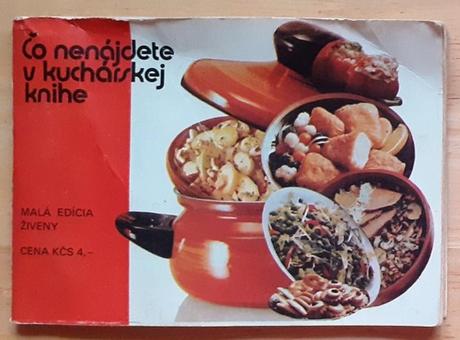 Čo nenájdete
v kuchárskej
knihe
MALÁ EDÍCIA
ŽIVENY
CENA KČS 4,–